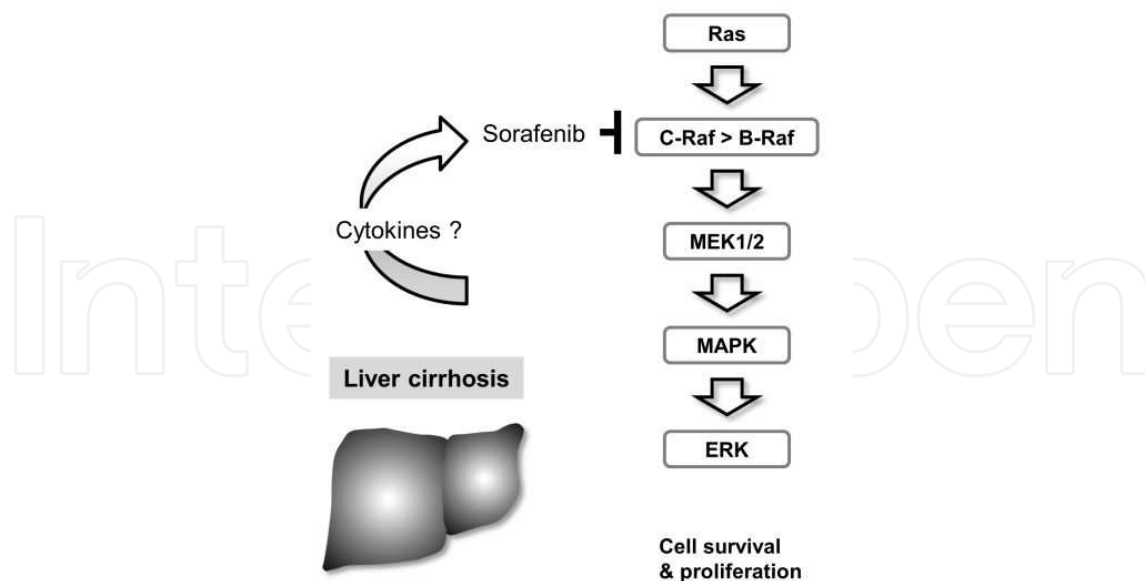 Ras
Sorafenib
C-Raf > B-Raf
Cytokines ?
MEK1/2
MAPK
Liver cirrhosis
ERK
Cell survival
& proliferation